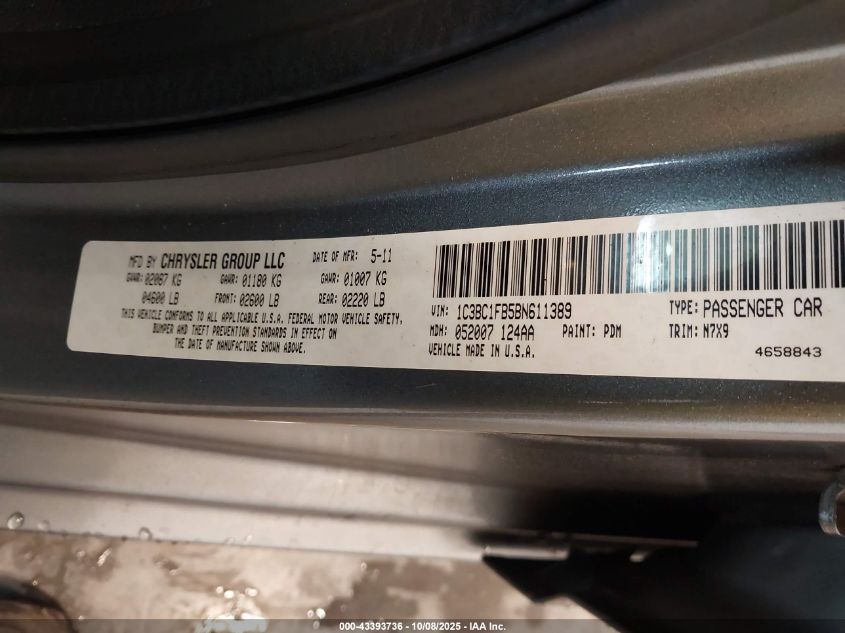 MFD BY CHRYSLER GROUP LLC DATE OF MFR: 5-11
GVWR: 02087 KG GAWR: 01180 KG GAWR: 01007 KG
04600 LB FRONT: 02600 LB REAR: 02220 LB
THIS VEHICLE CONFORMS TO ALL APPLICABLE U.S.A. FEDERAL MOTOR VEHICLE SAFETY,
BUMPER AND THEFT PREVENTION STANDARDS IN EFFECT ON
THE DATE OF MANUFACTURE SHOWN ABOVE.
VIN: 1C3BC1FB5BN611389 TYPE: PASSENGER CAR
MDH: 052007 124AA PAINT: PDM TRIM: N7X9
VEHICLE MADE IN U.S.A. 4658843
000-43393736 - 10/08/2025 - IAA Inc.